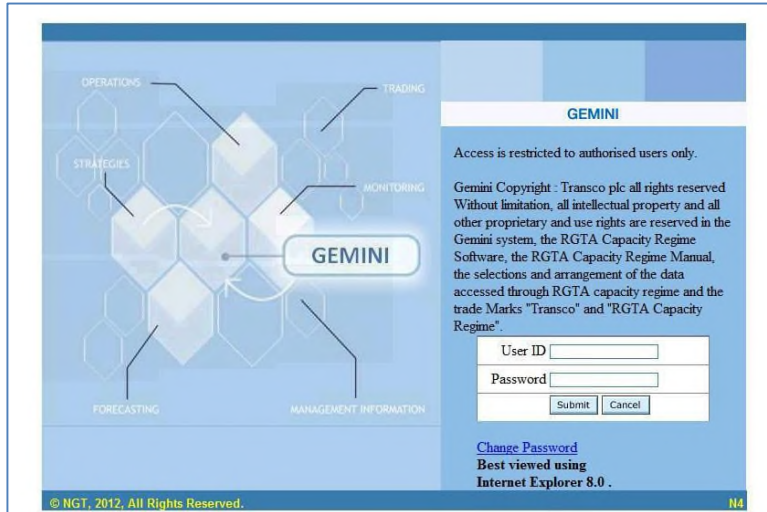 OPERATIONS
TRADING
STRATEGIES
MONITORING
GEMINI
FORECASTING
MANAGEMENT INFORMATION
GEMINI
Access is restricted to authorised users only.
Gemini Copyright : Transco plc all rights reserved
Without limitation, all intellectual property and all
other proprietary and use rights are reserved in the
Gemini system, the RGTA Capacity Regime
Software, the RGTA Capacity Regime Manual,
the selections and arrangement of the data
accessed through RGTA capacity regime and the
trade Marks "Transco" and "RGTA Capacity
Regime".
User ID
Password
Submit Cancel
Change Password
Best viewed using
Internet Explorer 8.0 .
© NGT, 2012, All Rights Reserved. N4